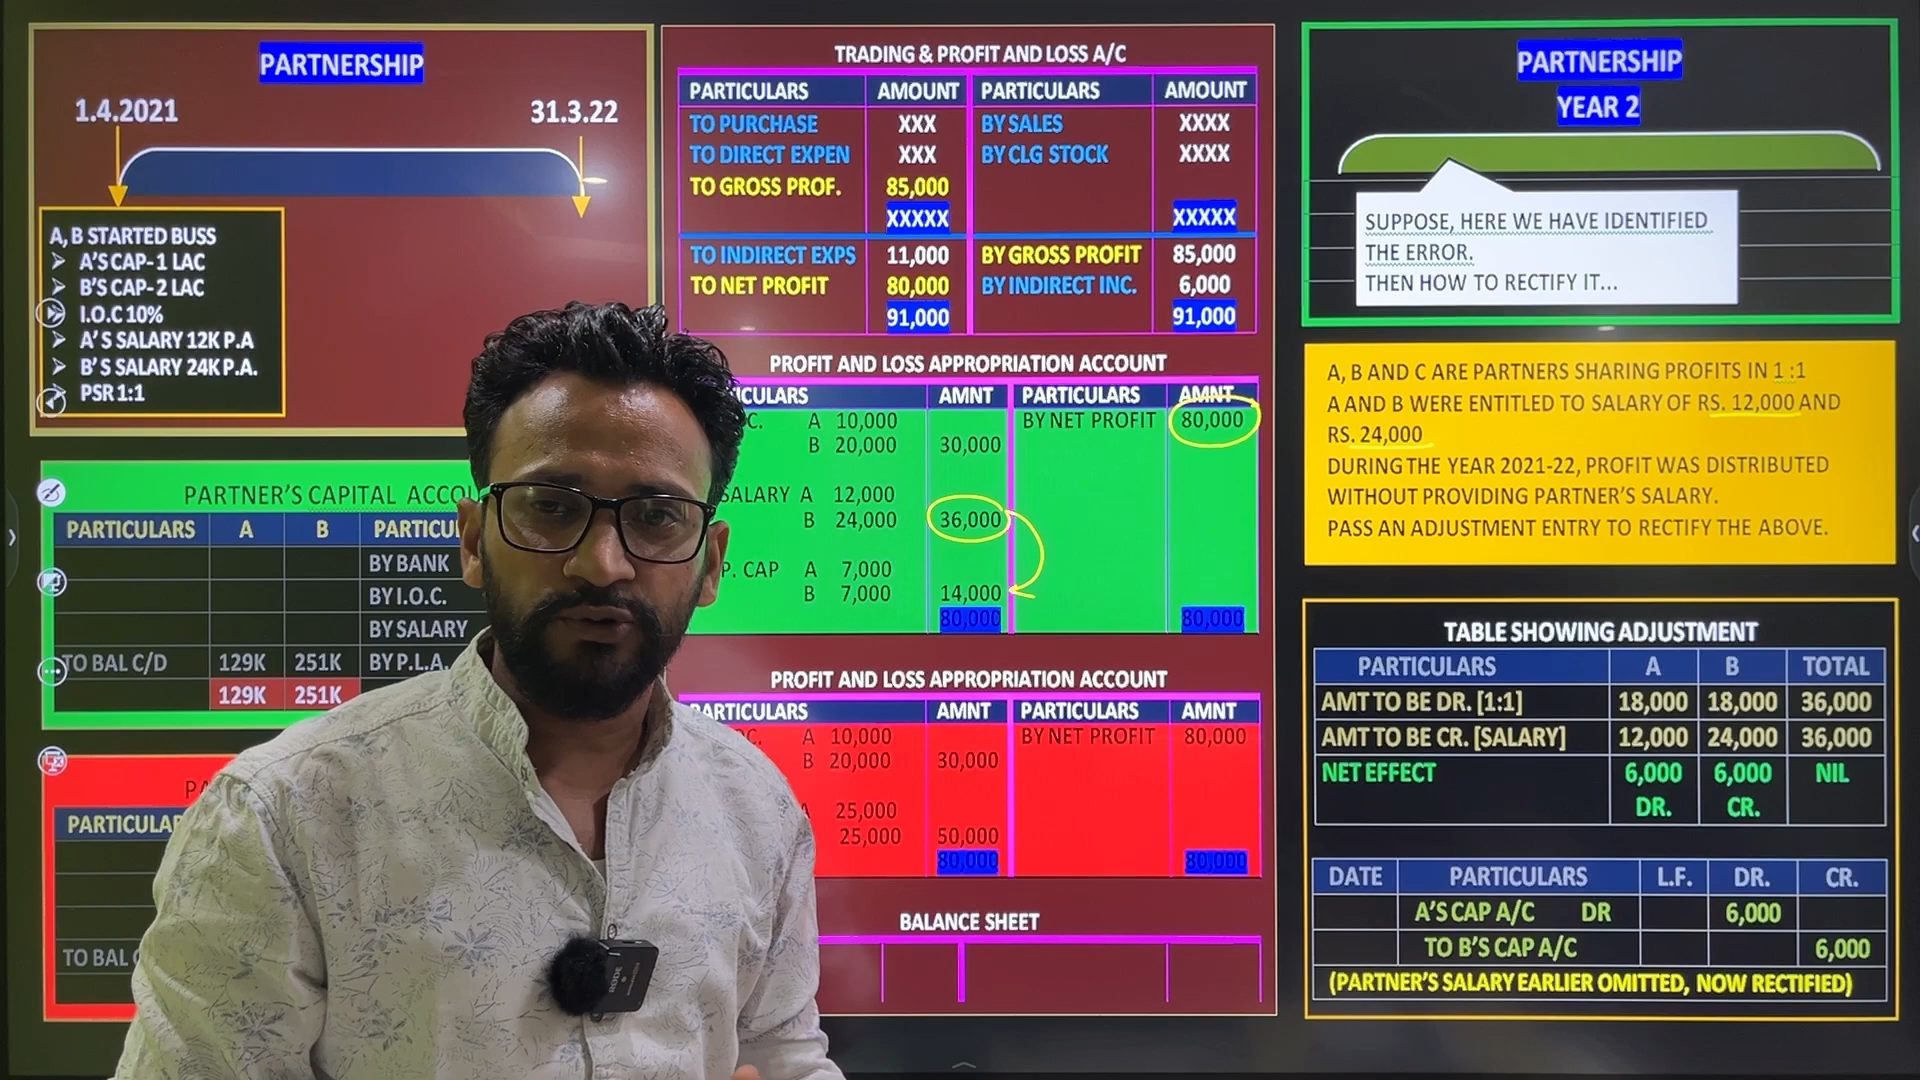 PARTNERSHIP
1.4.2021 31.3.22
A, B STARTED BUSS
A'S CAP-1 LAC
B'S CAP-2 LAC
I.O.C 10%
A'S SALARY 12K P.A
B'S SALARY 24K P.A.
PSR 1:1
PARTNER'S CAPITAL
PARTICULARS A B
BY BANK
BY I.O.C.
BY SALARY
TO BAL C/D 129K 251K BY P.L.A.
129K 251K
TO BAL
TRADING & PROFIT AND LOSS A/C
PARTICULARS AMOUNT PARTICULARS AMOUNT
TO PURCHASE XXX BY SALES XXXX
TO DIRECT EXPEN XXX BY CLG STOCK XXXX
TO GROSS PROF. 85,000
XXXXX XXXXX
TO INDIRECT EXPS 11,000 BY GROSS PROFIT 85,000
TO NET PROFIT 80,000 BY INDIRECT INC. 6,000
91,000 91,000
PROFIT AND LOSS APPROPRIATION ACCOUNT
AMNT PARTICULARS AMNT
A 10,000 BY NET PROFIT 80,000
B 20,000 30,000
SALARY A 12,000
B 24,000 36,000
P. CAP A 7,000
B 7,000 14,000
80,000 80,000
PROFIT AND LOSS APPROPRIATION ACCOUNT
PARTICULARS AMNT PARTICULARS AMNT
A 10,000 BY NET PROFIT 80,000
B 20,000 30,000
25,000
25,000 50,000
80,000 80,000
BALANCE SHEET
RODE
PARTNERSHIP
YEAR 2
SUPPOSE, HERE WE HAVE IDENTIFIED
THE ERROR.
THEN HOW TO RECTIFY IT...
A, B AND C ARE PARTNERS SHARING PROFITS IN 1 :1
A AND B WERE ENTITLED TO SALARY OF RS. 12,000 AND
RS. 24,000
DURING THE YEAR 2021-22, PROFIT WAS DISTRIBUTED
WITHOUT PROVIDING PARTNER'S SALARY.
PASS AN ADJUSTMENT ENTRY TO RECTIFY THE ABOVE.
TABLE SHOWING ADJUSTMENT
PARTICULARS A B TOTAL
AMT TO BE DR. [1:1] 18,000 18,000 36,000
AMT TO BE CR. [SALARY] 12,000 24,000 36,000
NET EFFECT 6,000 6,000 NIL
DR. CR.
DATE PARTICULARS L.F. DR. CR.
A'S CAP A/C DR 6,000
TO B'S CAP A/C 6,000
(PARTNER'S SALARY EARLIER OMITTED, NOW RECTIFIED)